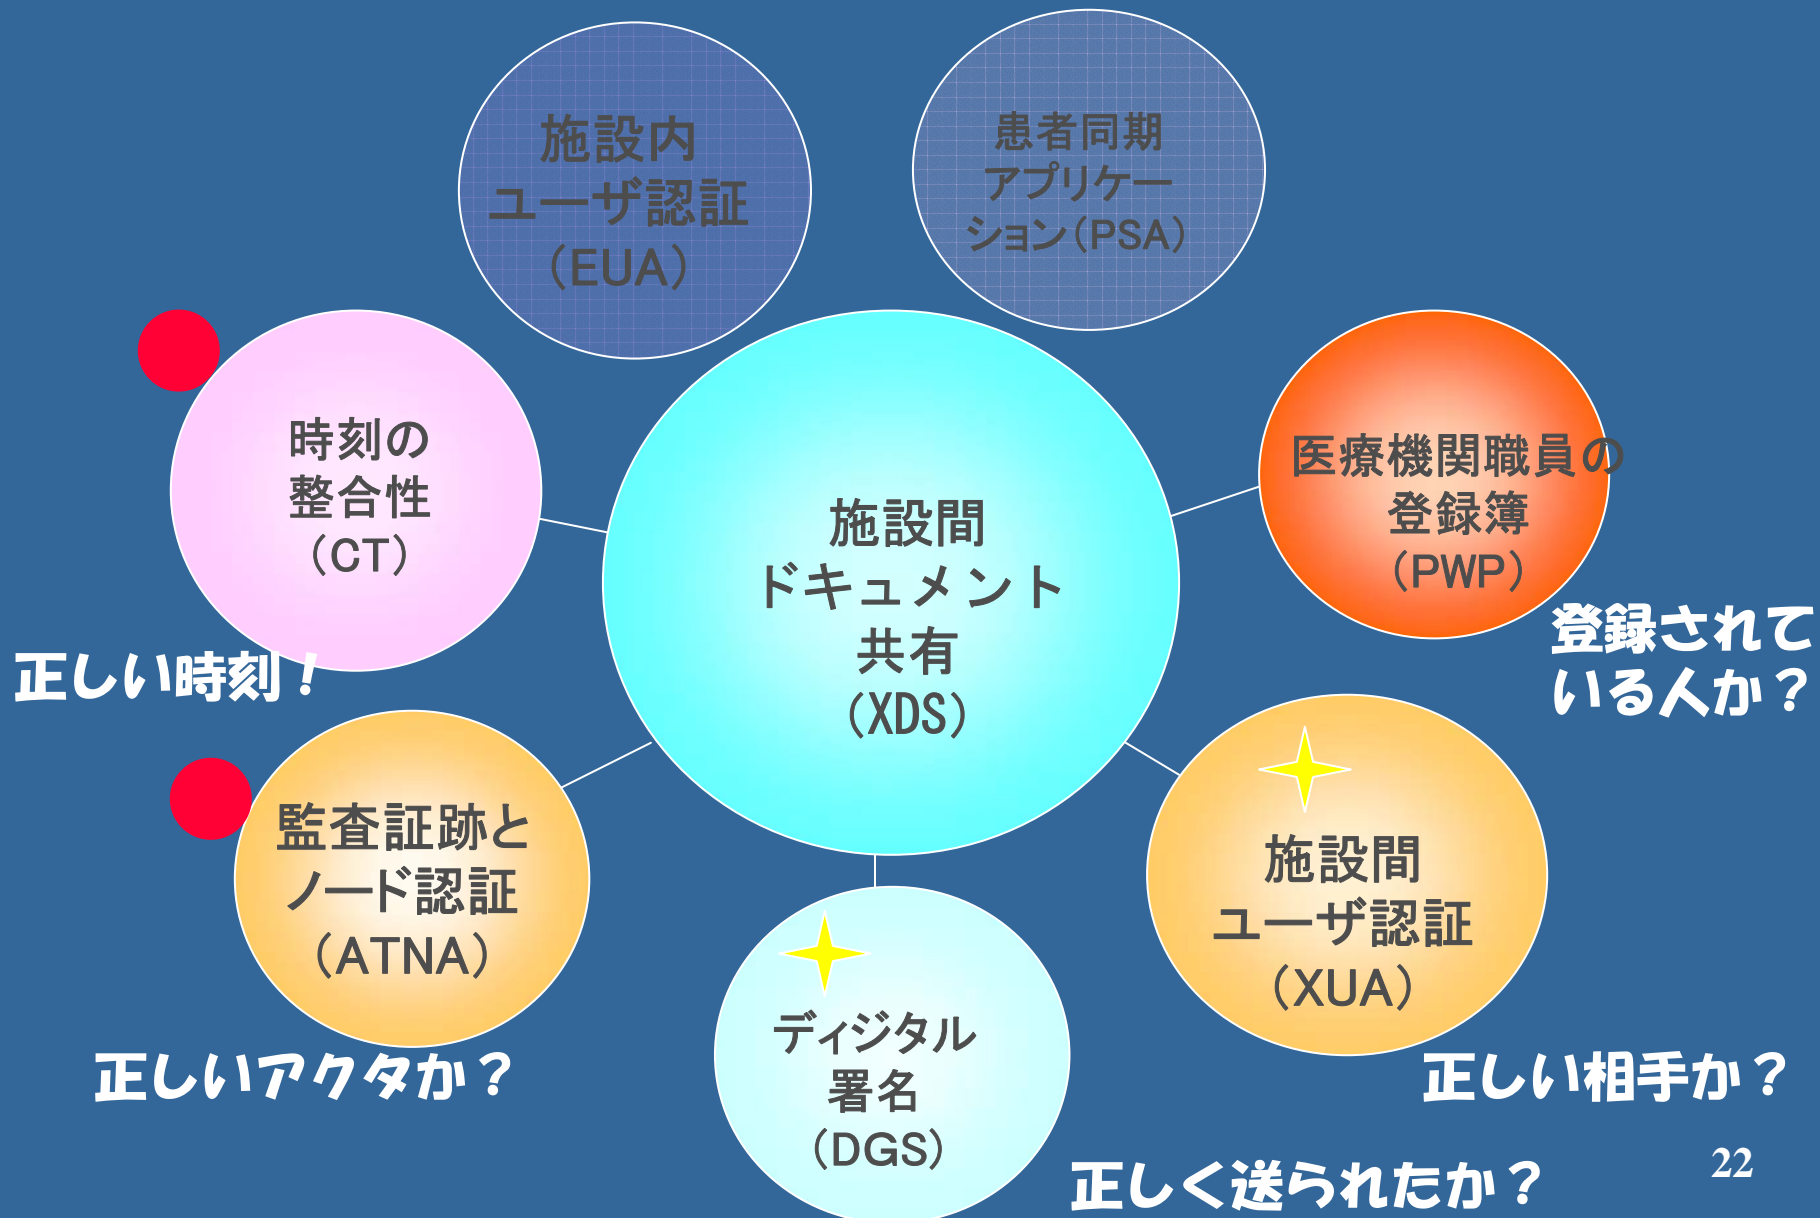 施設内
ユーザ認証
（EUA）
患者同期
アプリケー
ション（PSA）
時刻の
整合性
（CT）
正しい時刻！
施設間
ドキュメント
共有
（XDS）
医療機関職員の
登録簿
（PWP）
登録されて
いる人か？
監査証跡と
ノード認証
（ATNA）
正しいアクタか？
施設間
ユーザ認証
（XUA）
正しい相手か？
ディジタル
署名
（DGS）
正しく送られたか？
22